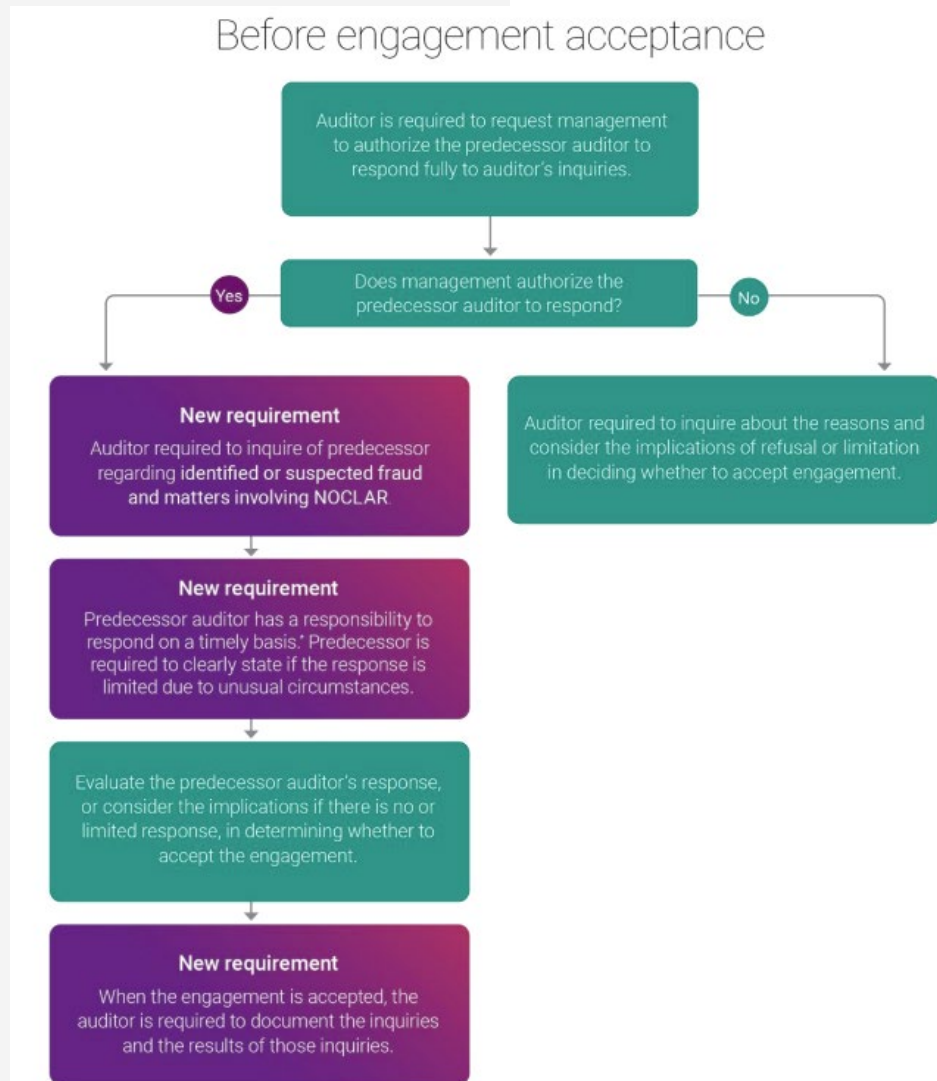 Before engagement acceptance
Auditor is required to request management
to authorize the predecessor auditor to
respond fully to auditor's inquiries.
Does management authorize the
predecessor auditor to respond?
Yes
No
New requirement
Auditor required to inquire of predecessor
regarding identified or suspected fraud
and matters involving NOCLAR.
Auditor required to inquire about the reasons and
consider the implications of refusal or limitation
in deciding whether to accept engagement.
New requirement
Predecessor auditor has a responsibility to
respond on a timely basis.* Predecessor is
required to clearly state if the response is
limited due to unusual circumstances.
Evaluate the predecessor auditor's response,
or consider the implications if there is no or
limited response, in determining whether to
accept the engagement.
New requirement
When the engagement is accepted, the
auditor is required to document the inquiries
and the results of those inquiries.